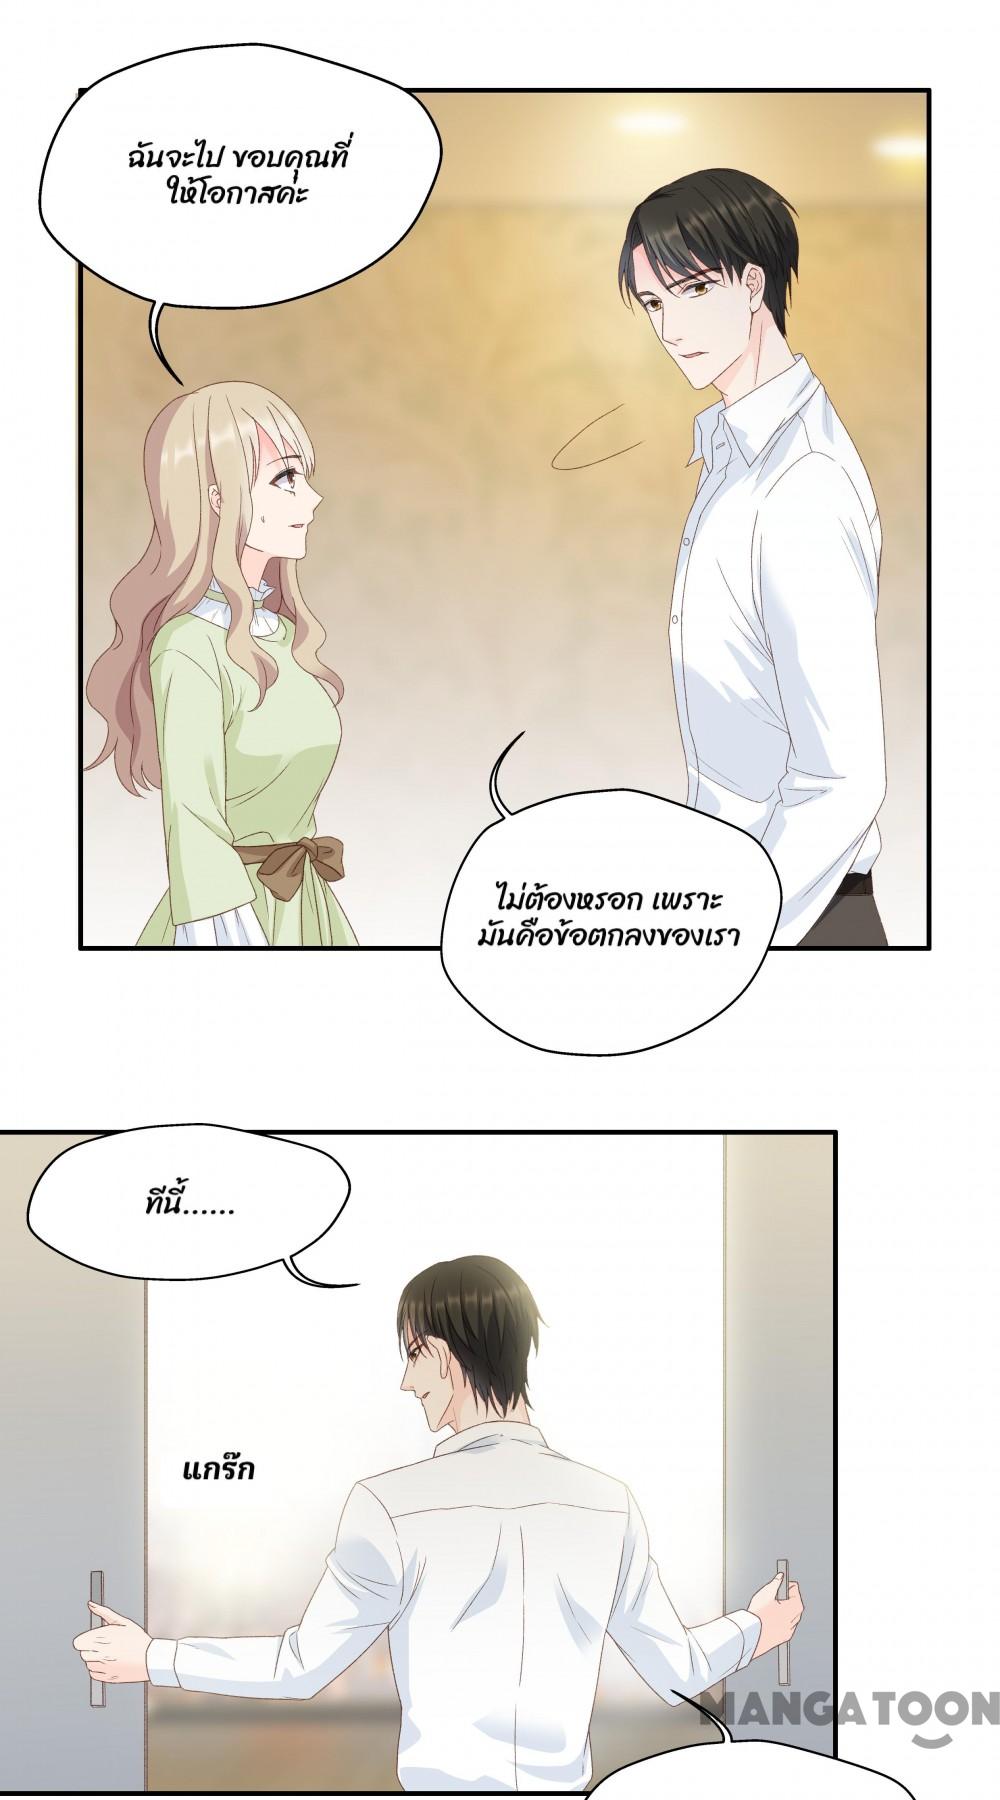 ฉันจะไป ขอบคุณที่
ให้โอกาสค่ะ
ไม่ต้องหรอก เพราะ
มันคือข้อตกลงของเรา
ทีนี้......
แกร๊ก
MANGATOON